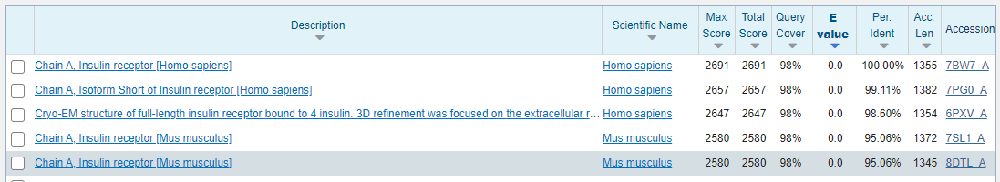 Description Scientific Name Max Score Total Score Query Cover E value Per. Ident Acc. Len Accession
Chain A, Insulin receptor [Homo sapiens] Homo sapiens 2691 2691 98% 0.0 100.00% 1355 7BW7_A
Chain A, Isoform Short of Insulin receptor [Homo sapiens] Homo sapiens 2657 2657 98% 0.0 99.11% 1382 7PG0_A
Cryo-EM structure of full-length insulin receptor bound to 4 insulin. 3D refinement was focused on the extracellular r... Homo sapiens 2647 2647 98% 0.0 98.60% 1354 6PXV_A
Chain A, Insulin receptor [Mus musculus] Mus musculus 2580 2580 98% 0.0 95.06% 1372 7SL1_A
Chain A, Insulin receptor [Mus musculus] Mus musculus 2580 2580 98% 0.0 95.06% 1345 8DTL_A